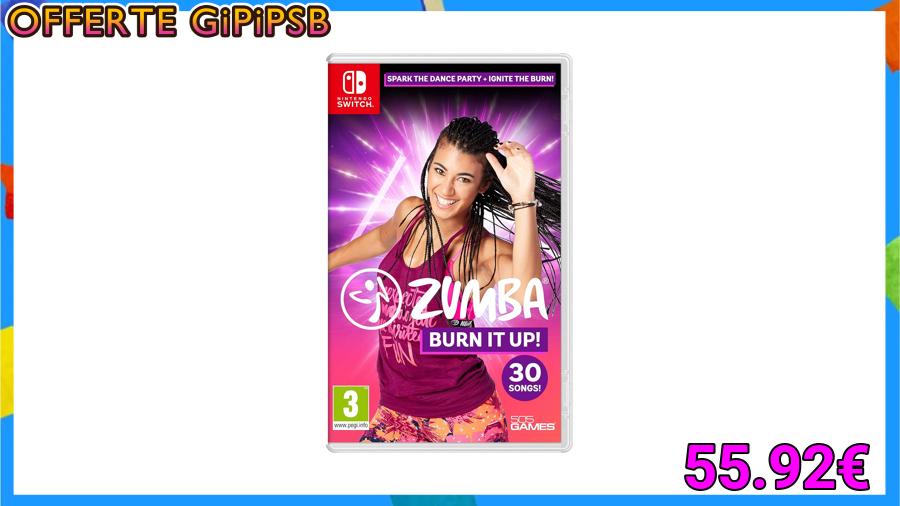 OFFERTE GiPiPSB
NINTENDO
SWITCH.
SPARK THE DANCE PARTY + IGNITE THE BURN!
ZUMBA
BURN IT UP!
30
SONGS!
FUN
3
www.pegi.info
505
GAMES
55.92€